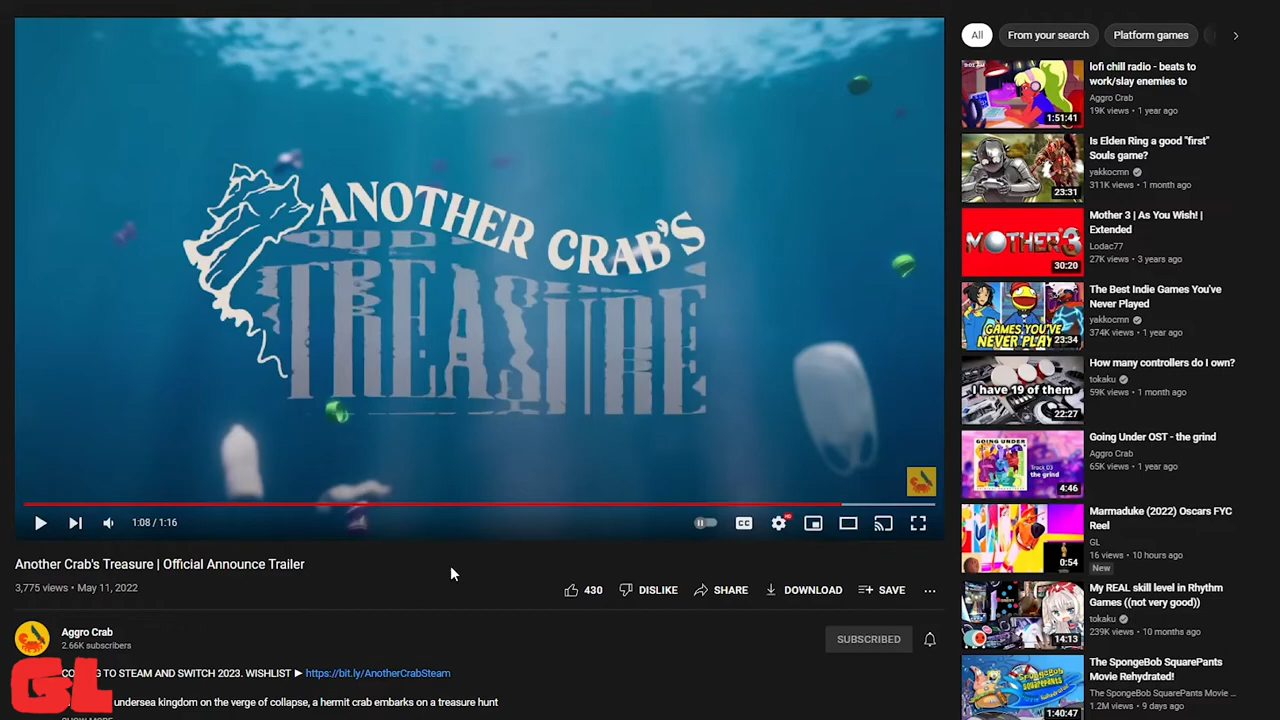 ANOTHER CRAB'S
TREASURE
1:08 / 1:16
CC
HD
Another Crab's Treasure | Official Announce Trailer
3,775 views • May 11, 2022
430
DISLIKE
SHARE
DOWNLOAD
SAVE
Aggro Crab
2.66K subscribers
SUBSCRIBED
TO STEAM AND SWITCH 2023. WISHLIST ► https://bit.ly/AnotherCrabSteam
undersea kingdom on the verge of collapse, a hermit crab embarks on a treasure hunt
GL
All
From your search
Platform games
lofi chill radio - beats to
work/slay enemies to
Aggro Crab
19K views • 1 year ago
1:51:41
Is Elden Ring a good "first"
Souls game?
yakkocmn
311K views • 1 month ago
23:31
Mother 3 | As You Wish! |
Extended
Lodac77
27K views • 3 years ago
MOTHER 3
30:20
The Best Indie Games You've
Never Played
yakkocmn
374K views • 1 year ago
GAMES YOU'VE
NEVER PLAY
23:34
How many controllers do I own?
tokaku
59K views • 1 month ago
I have 19 of them
22:27
Going Under OST - the grind
Aggro Crab
65K views • 1 year ago
GOING UNDER
Track 03
the grind
4:46
Marmaduke (2022) Oscars FYC
Reel
GL
16 views • 10 hours ago
New
0:54
My REAL skill level in Rhythm
Games ((not very good))
tokaku
239K views • 10 months ago
14:13
The SpongeBob SquarePants
Movie Rehydrated!
The SpongeBob SquarePants Movie ...
1.2M views • 9 days ago
1:40:47